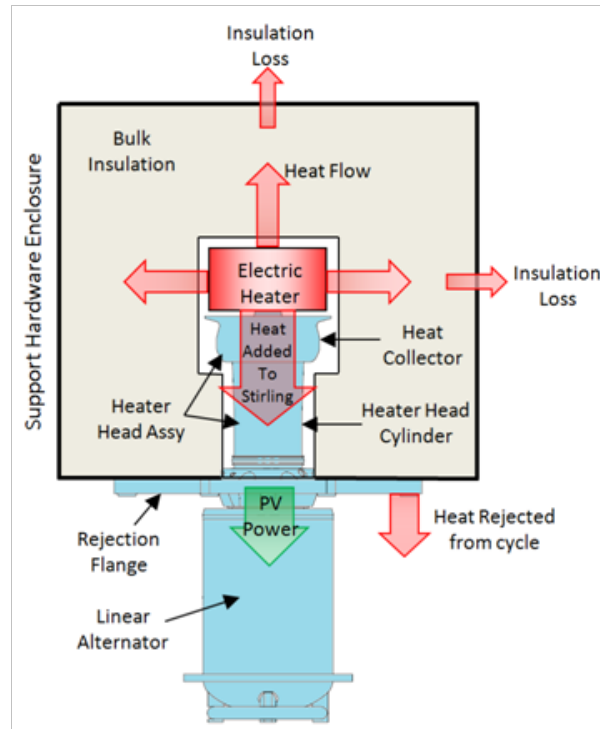 Insulation
Loss
Bulk
Insulation
Heat Flow
Support Hardware Enclosure
Electric
Heater
Insulation
Loss
Heat
Added
To
Stirling
Heat
Collector
Heater
Head Assy
Heater Head
Cylinder
PV
Power
Rejection
Flange
Heat Rejected
from cycle
Linear
Alternator